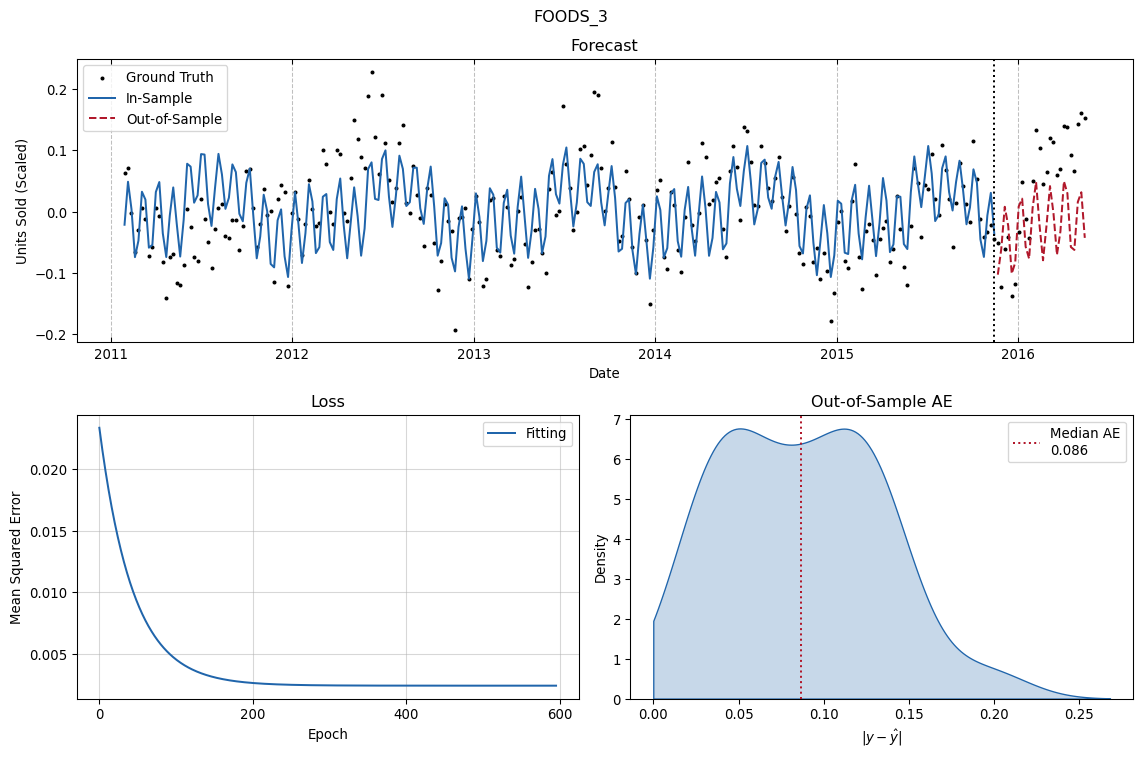 FOODS_3
Forecast
Ground Truth
In-Sample
Out-of-Sample
Units Sold (Scaled)
0.2
0.1
0.0
−0.1
−0.2
2011 2012 2013 2014 2015 2016
Date
Loss
Fitting
Mean Squared Error
0.020
0.015
0.010
0.005
0 200 400 600
Epoch
Out-of-Sample AE
Median AE
0.086
Density
7
6
5
4
3
2
1
0
0.00 0.05 0.10 0.15 0.20 0.25
|y − ŷ|